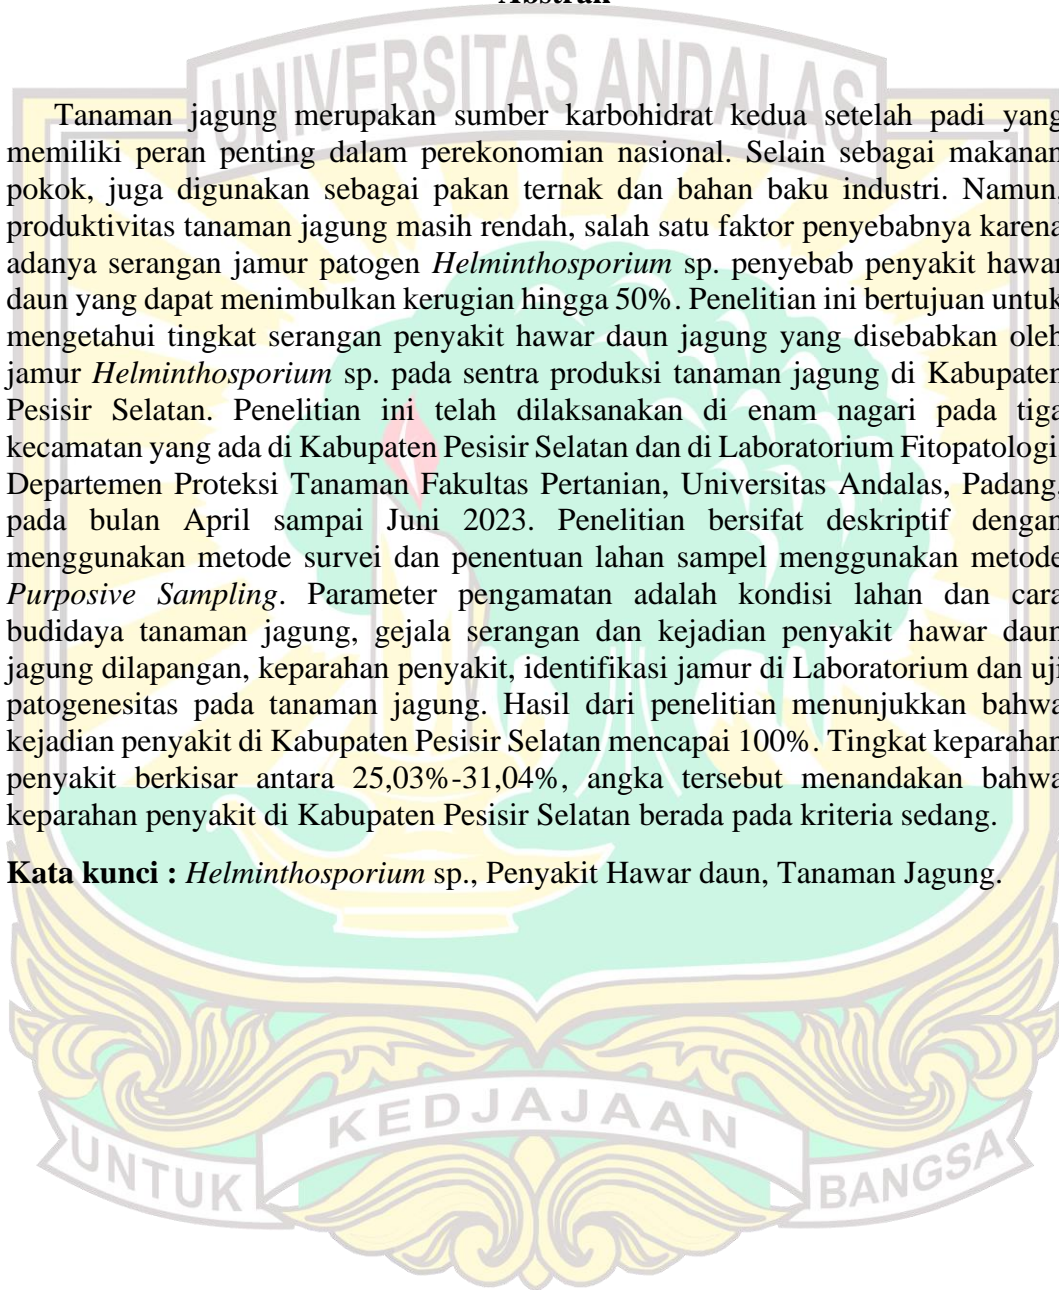 Abstrak
UNIVERSITAS ANDALAS
Tanaman jagung merupakan sumber karbohidrat kedua setelah padi yang
memiliki peran penting dalam perekonomian nasional. Selain sebagai makanan
pokok, juga digunakan sebagai pakan ternak dan bahan baku industri. Namun,
produktivitas tanaman jagung masih rendah, salah satu faktor penyebabnya karena
adanya serangan jamur patogen Helminthosporium sp. penyebab penyakit hawar
daun yang dapat menimbulkan kerugian hingga 50%. Penelitian ini bertujuan untuk
mengetahui tingkat serangan penyakit hawar daun jagung yang disebabkan oleh
jamur Helminthosporium sp. pada sentra produksi tanaman jagung di Kabupaten
Pesisir Selatan. Penelitian ini telah dilaksanakan di enam nagari pada tiga
kecamatan yang ada di Kabupaten Pesisir Selatan dan di Laboratorium Fitopatologi
Departemen Proteksi Tanaman Fakultas Pertanian, Universitas Andalas, Padang,
pada bulan April sampai Juni 2023. Penelitian bersifat deskriptif dengan
menggunakan metode survei dan penentuan lahan sampel menggunakan metode
Purposive Sampling. Parameter pengamatan adalah kondisi lahan dan cara
budidaya tanaman jagung, gejala serangan dan kejadian penyakit hawar daun
jagung dilapangan, keparahan penyakit, identifikasi jamur di Laboratorium dan uji
patogenesitas pada tanaman jagung. Hasil dari penelitian menunjukkan bahwa
kejadian penyakit di Kabupaten Pesisir Selatan mencapai 100%. Tingkat keparahan
penyakit berkisar antara 25,03%-31,04%, angka tersebut menandakan bahwa
keparahan penyakit di Kabupaten Pesisir Selatan berada pada kriteria sedang.
Kata kunci : Helminthosporium sp., Penyakit Hawar daun, Tanaman Jagung.
UNTUK KEDJAJAAN BANGSA